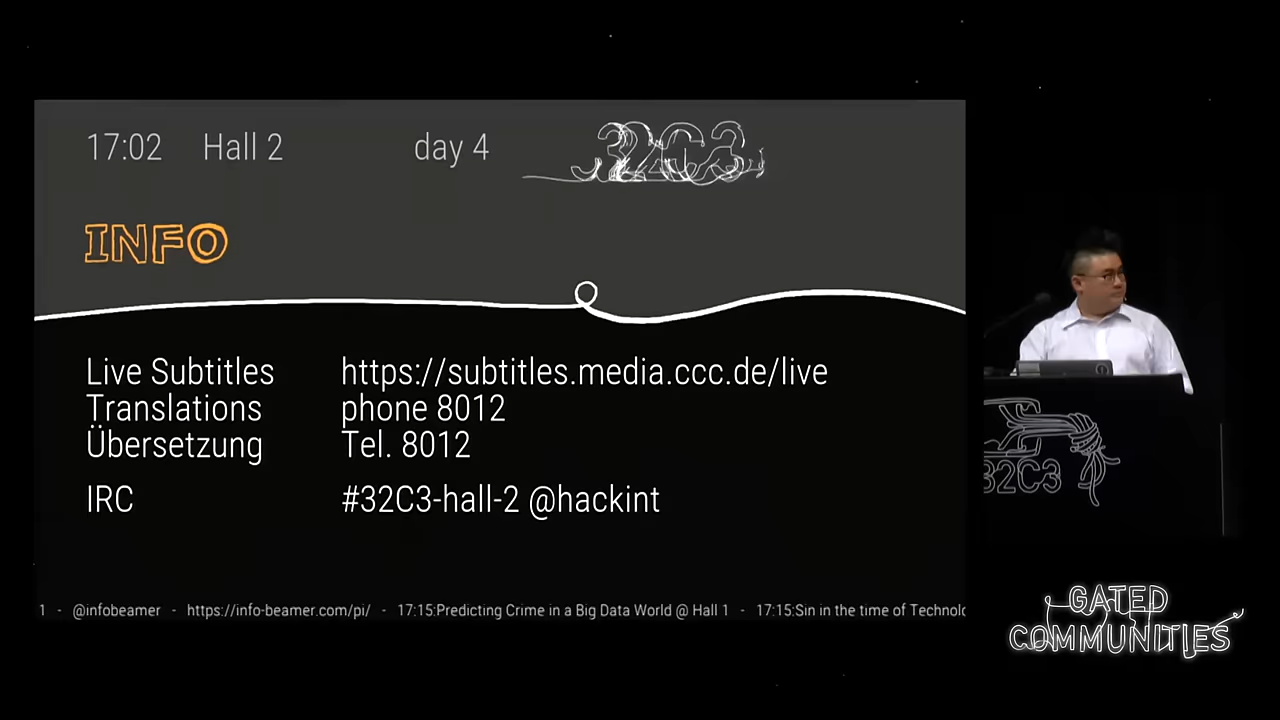 17:02 Hall 2 day 4 32C3
INFO
Live Subtitles https://subtitles.media.ccc.de/live
Translations phone 8012
Übersetzung Tel. 8012
IRC #32C3-hall-2 @hackint
1 - @infobeamer - https://info-beamer.com/pi/ - 17:15:Predicting Crime in a Big Data World @ Hall 1 - 17:15:Sin in the time of Technolo
32C3
GATED
COMMUNITIES